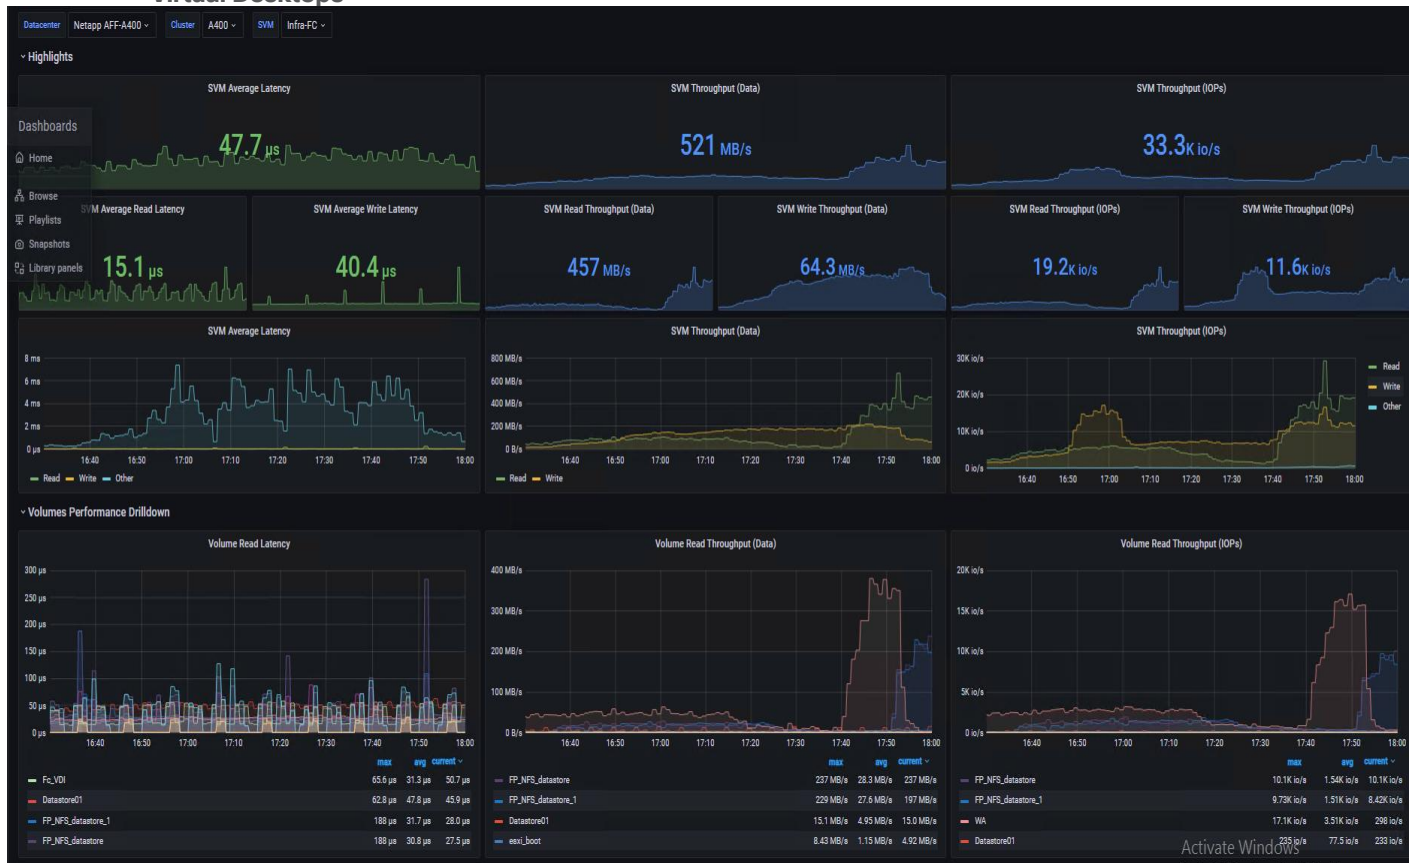 Virtual Desktops
Datacenter Netapp AFF-A400 Cluster A400 SVM Infra-FC
Highlights
SVM Average Latency
47.7 µs
SVM Throughput (Data)
521 MB/s
SVM Throughput (IOPs)
33.3K io/s
Dashboards
Home
Browse
Playlists
Snapshots
Library panels
SVM Average Read Latency
15.1 µs
SVM Average Write Latency
40.4 µs
SVM Read Throughput (Data)
457 MB/s
SVM Write Throughput (Data)
64.3 MB/s
SVM Read Throughput (IOPs)
19.2K io/s
SVM Write Throughput (IOPs)
11.6K io/s
SVM Average Latency
8 ms
6 ms
4 ms
2 ms
0 µs
16:40 16:50 17:00 17:10 17:20 17:30 17:40 17:50 18:00
Read Write Other
SVM Throughput (Data)
800 MB/s
600 MB/s
400 MB/s
200 MB/s
0 B/s
16:40 16:50 17:00 17:10 17:20 17:30 17:40 17:50 18:00
Read Write
SVM Throughput (IOPs)
30K io/s
20K io/s
10K io/s
0 io/s
16:40 16:50 17:00 17:10 17:20 17:30 17:40 17:50 18:00
Read
Write
Other
Volumes Performance Drilldown
Volume Read Latency
300 µs
250 µs
200 µs
150 µs
100 µs
50 µs
0 µs
16:40 16:50 17:00 17:10 17:20 17:30 17:40 17:50 18:00
max avg current
Fc_VDI 65.6 µs 31.3 µs 50.7 µs
Datastore01 62.8 µs 47.8 µs 45.9 µs
FP_NFS_datastore_1 188 µs 31.7 µs 28.0 µs
FP_NFS_datastore 188 µs 30.8 µs 27.5 µs
Volume Read Throughput (Data)
400 MB/s
300 MB/s
200 MB/s
100 MB/s
0 B/s
16:40 16:50 17:00 17:10 17:20 17:30 17:40 17:50 18:00
max avg current
FP_NFS_datastore 237 MB/s 28.3 MB/s 237 MB/s
FP_NFS_datastore_1 229 MB/s 27.6 MB/s 197 MB/s
Datastore01 15.1 MB/s 4.95 MB/s 15.0 MB/s
esxi_boot 8.43 MB/s 1.15 MB/s 4.92 MB/s
Volume Read Throughput (IOPs)
20K io/s
15K io/s
10K io/s
5K io/s
0 io/s
16:40 16:50 17:00 17:10 17:20 17:30 17:40 17:50 18:00
max avg current
FP_NFS_datastore 10.1K io/s 1.54K io/s 10.1K io/s
FP_NFS_datastore_1 9.73K io/s 1.51K io/s 8.42K io/s
WA 17.1K io/s 3.51K io/s 298 io/s
Datastore01 235 io/s 77.5 io/s 233 io/s
Activate Windows